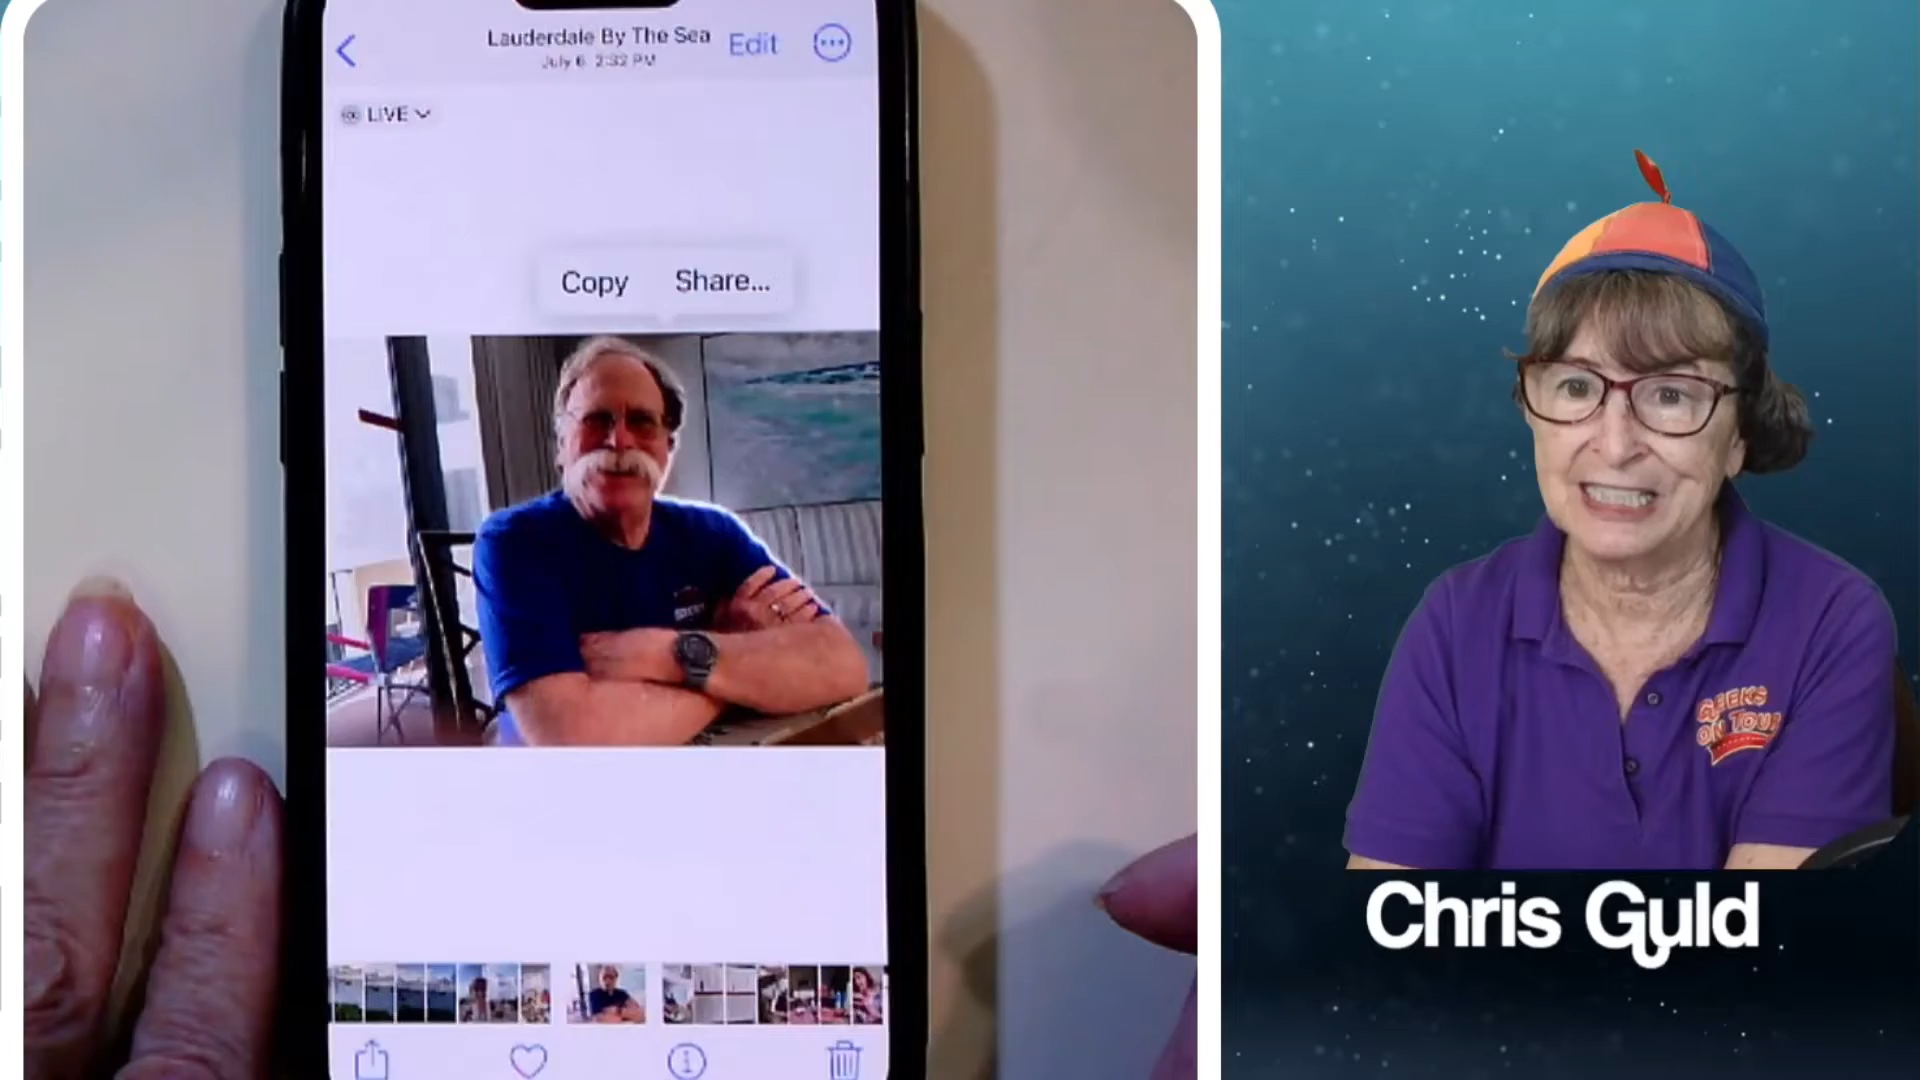 Lauderdale By The Sea
July 6 2:32 PM
Edit
LIVE
Copy Share...
GEEKS
ON TOUR
Chris Guld